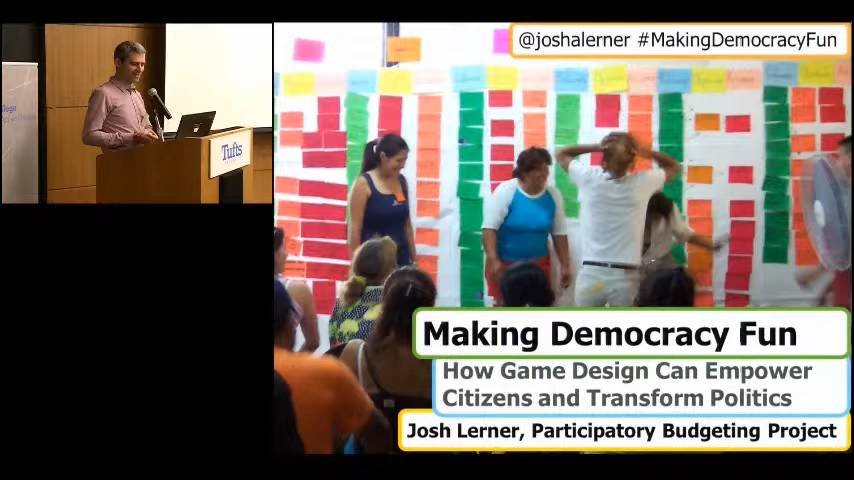 @joshalerner #MakingDemocracyFun
Tufts
Making Democracy Fun
How Game Design Can Empower
Citizens and Transform Politics
Josh Lerner, Participatory Budgeting Project